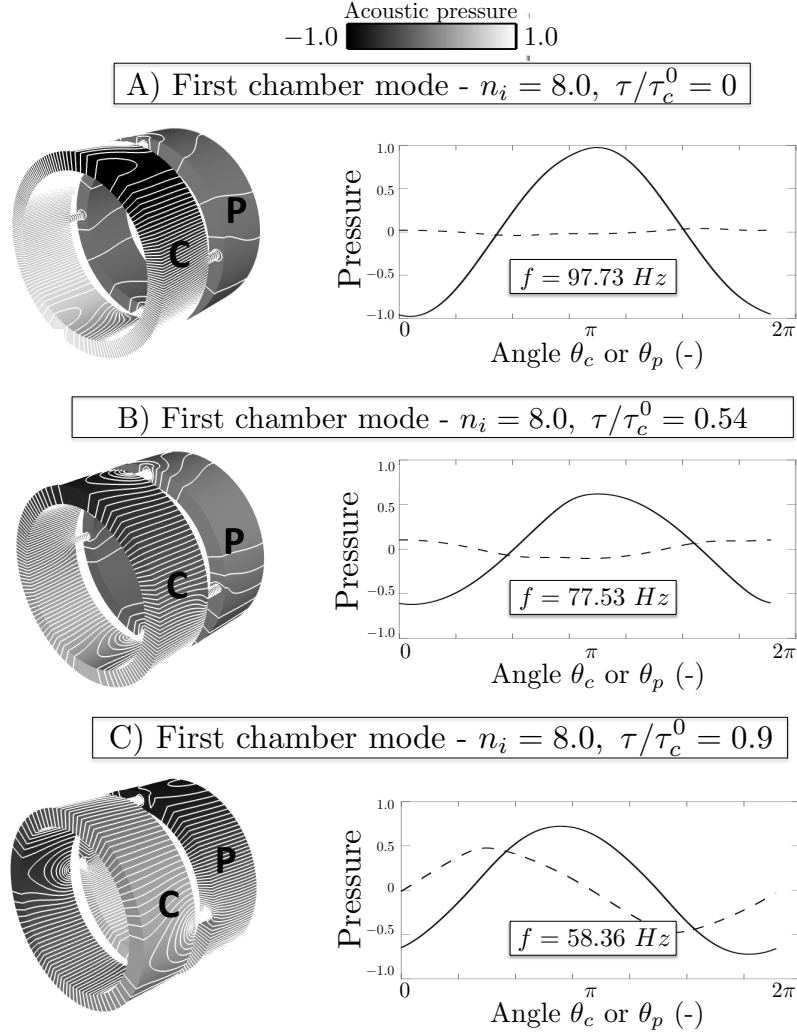 Acoustic pressure
−1.0 1.0
A) First chamber mode - n_i = 8.0, τ/τ_c^0 = 0
P
C
Pressure
1.0
0.5
0
−0.5
−1.0
f = 97.73 Hz
0 π 2π
Angle θ_c or θ_p (-)
B) First chamber mode - n_i = 8.0, τ/τ_c^0 = 0.54
P
C
Pressure
1.0
0.5
0
−0.5
−1.0
f = 77.53 Hz
0 π 2π
Angle θ_c or θ_p (-)
C) First chamber mode - n_i = 8.0, τ/τ_c^0 = 0.9
P
C
Pressure
1.0
0.5
0
−0.5
−1.0
f = 58.36 Hz
0 π 2π
Angle θ_c or θ_p (-)